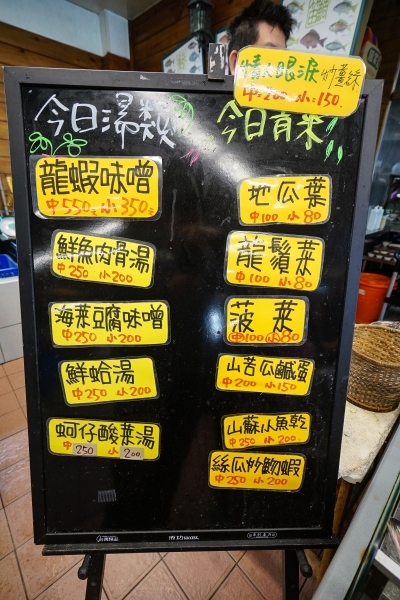 今日湯類
龍蝦味噌
中550元 小350元
鮮魚肉骨湯
中250 小200
海菜豆腐味噌
中250 小200
鮮蛤湯
中250 小200
蚵仔酸菜湯
中250 小200
情人眼淚炒薑絲
中200 小150
今日青菜
地瓜葉
中100 小80
龍鬚菜
中100 小80
菠菜
中100 小80
山苦瓜鹹蛋
中200 小150
山蘇小魚乾
中250 小200
絲瓜炒蛤蝦
中250 小200